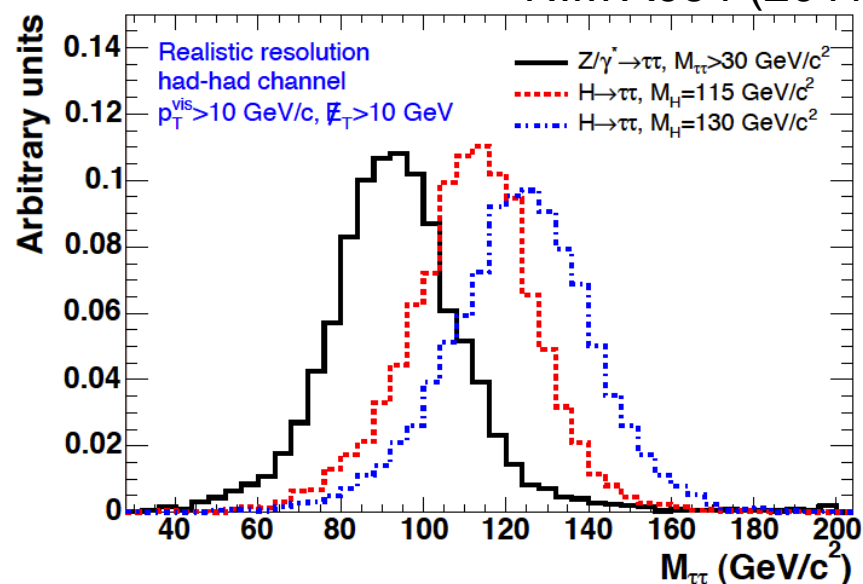 Arbitrary units
0.14
0.12
0.1
0.08
0.06
0.04
0.02
0
Realistic resolution
had-had channel
p_T^vis>10 GeV/c, E̸_T>10 GeV
Z/γ*→ττ, M_ττ>30 GeV/c²
H→ττ, M_H=115 GeV/c²
H→ττ, M_H=130 GeV/c²
40 60 80 100 120 140 160 180 200
M_ττ (GeV/c²)